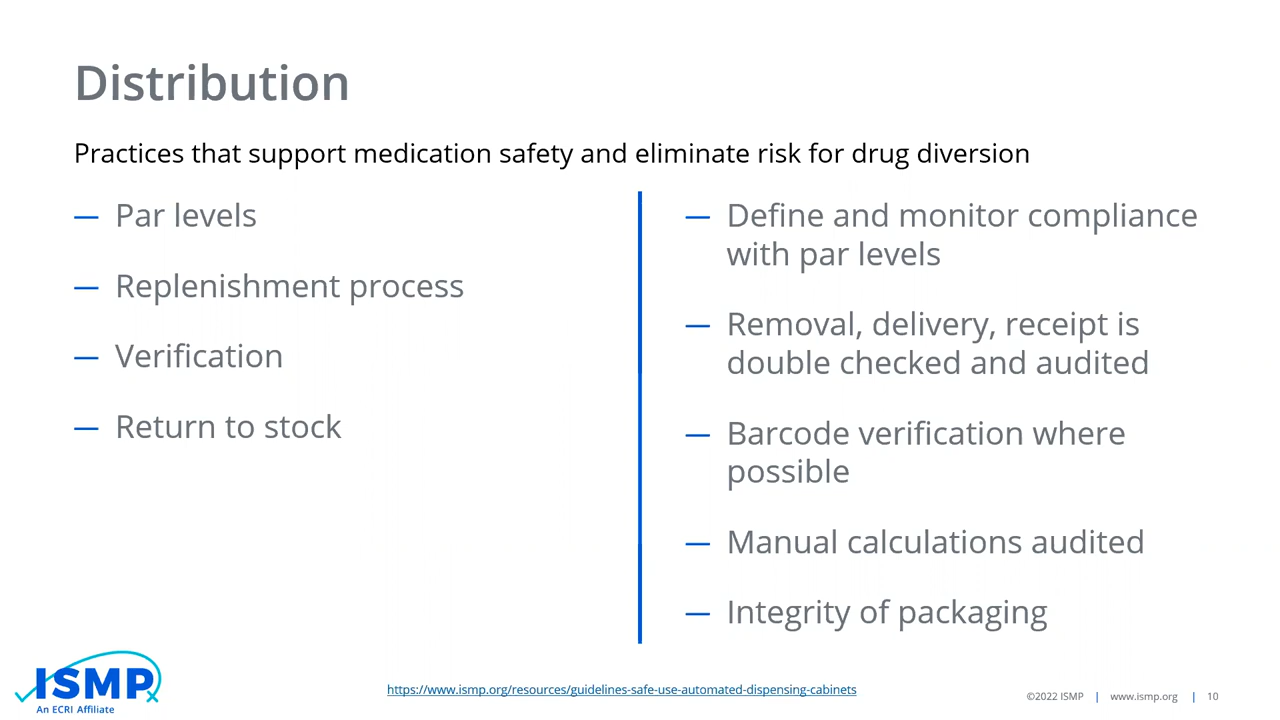 Distribution
Practices that support medication safety and eliminate risk for drug diversion
— Par levels
— Replenishment process
— Verification
— Return to stock
— Define and monitor compliance
with par levels
— Removal, delivery, receipt is
double checked and audited
— Barcode verification where
possible
— Manual calculations audited
— Integrity of packaging
ISMP
An ECRI Affiliate
https://www.ismp.org/resources/guidelines-safe-use-automated-dispensing-cabinets
©2022 ISMP | www.ismp.org | 10